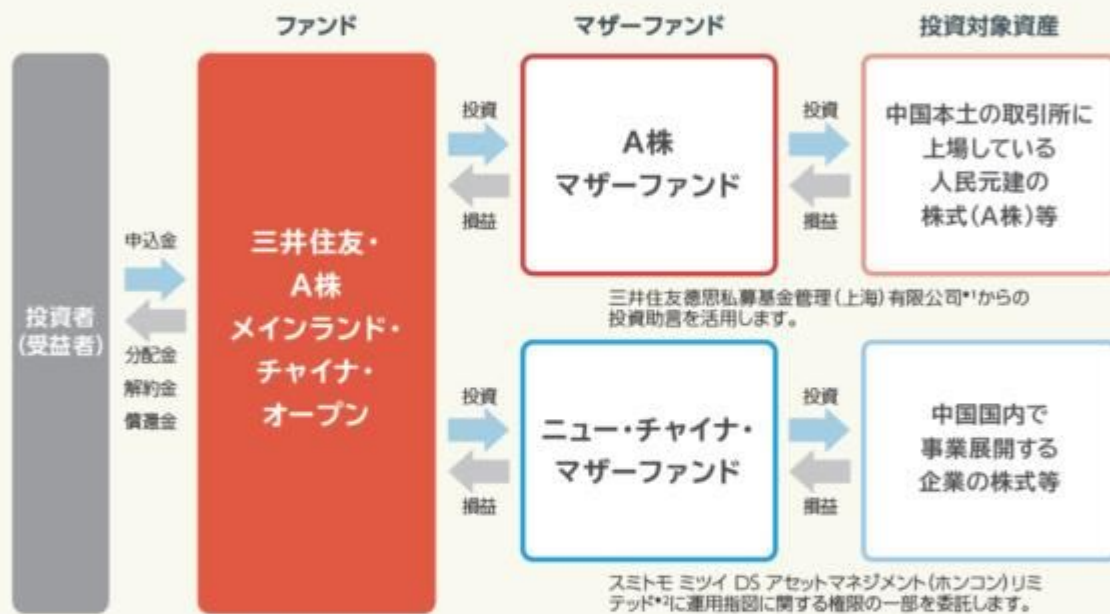 ファンド
マザーファンド
投資対象資産
投資者
(受益者)
申込金
分配金
解約金
償還金
三井住友・
A株
メインランド・
チャイナ・
オープン
投資
損益
A株
マザーファンド
投資
損益
中国本土の取引所に
上場している
人民元建の
株式(A株)等
三井住友德思私募基金管理(上海)有限公司*1からの
投資助言を活用します。
投資
損益
ニュー・チャイナ・
マザーファンド
投資
損益
中国国内で
事業展開する
企業の株式等
スミトモ ミツイ DS アセットマネジメント(ホンコン)リミ
テッド*2に運用指図に関する権限の一部を委託します。